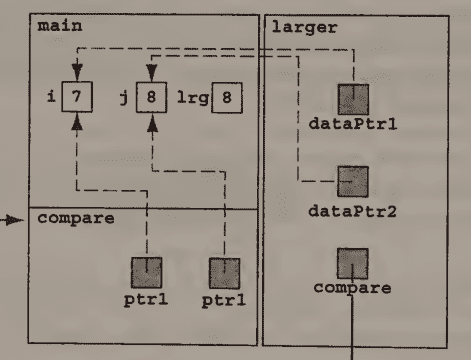 main
larger
i 7 j 8 lrg 8
dataPtr1
dataPtr2
compare
ptr1 ptr1
compare